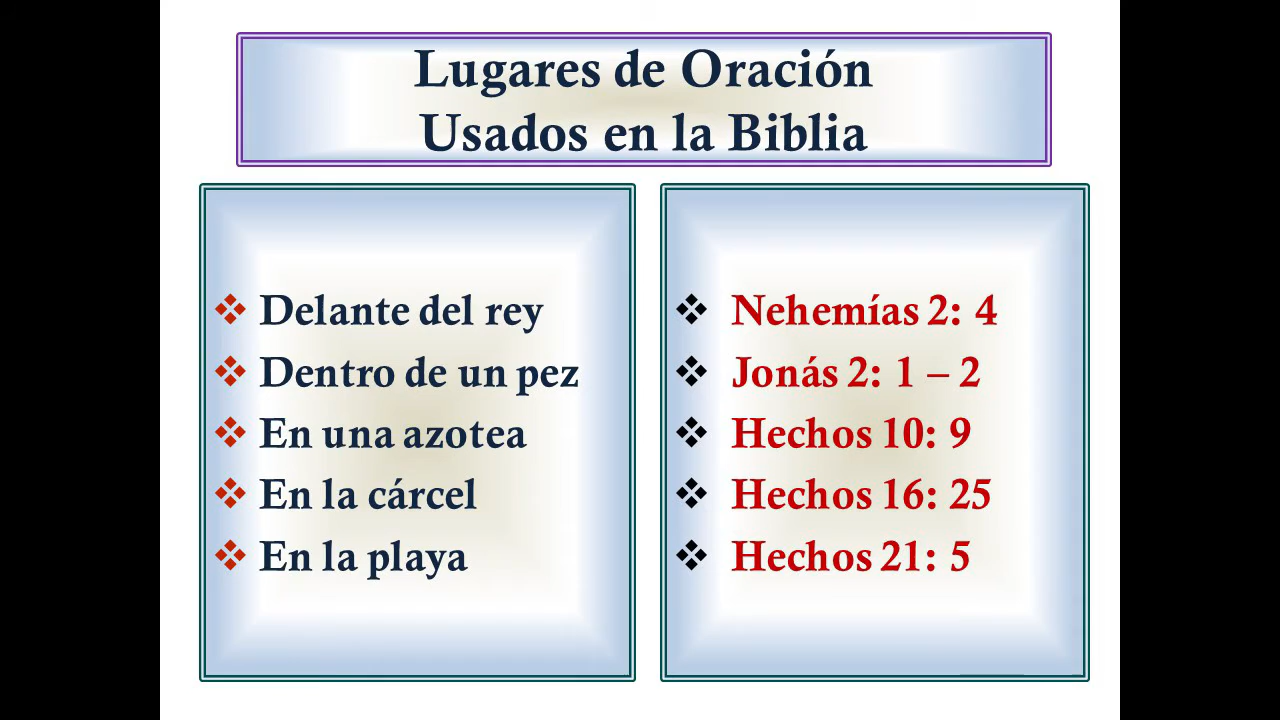 Lugares de Oración
Usados en la Biblia
Delante del rey
Dentro de un pez
En una azotea
En la cárcel
En la playa
Nehemías 2: 4
Jonás 2: 1 – 2
Hechos 10: 9
Hechos 16: 25
Hechos 21: 5